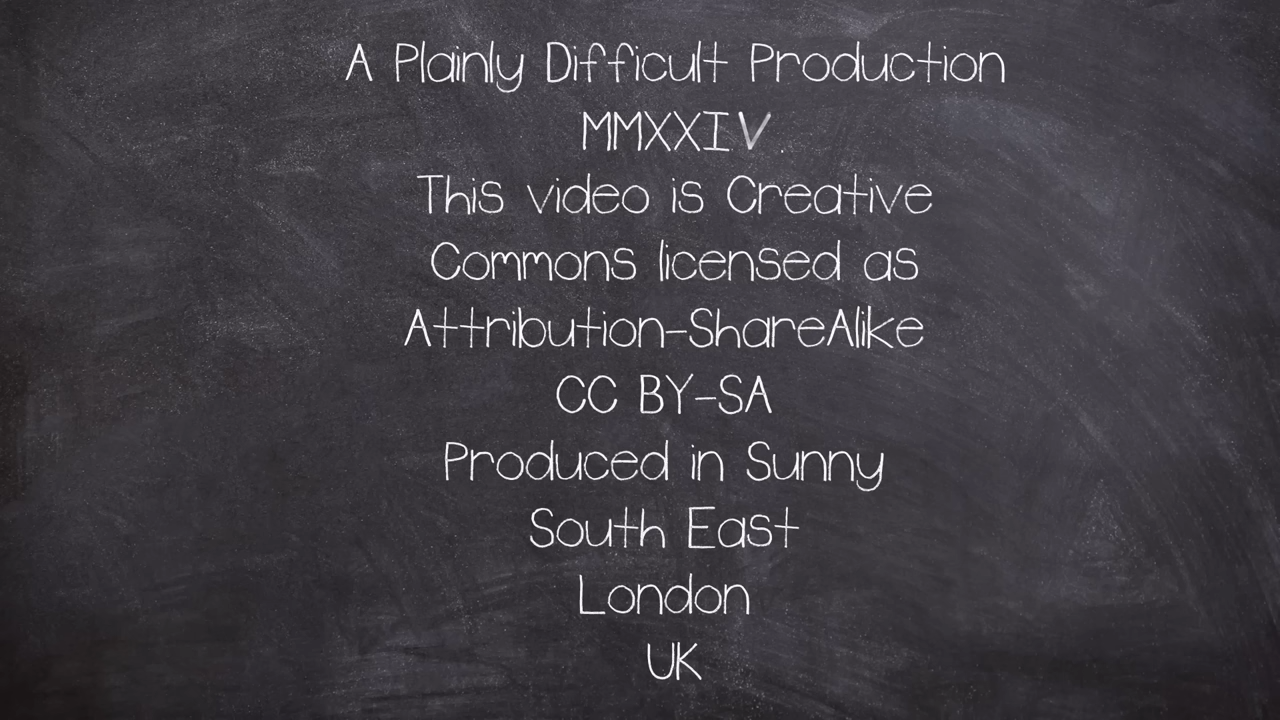 A Plainly Difficult Production
MMXXIV.
This video is Creative
Commons licensed as
Attribution-ShareAlike
CC BY-SA
Produced in Sunny
South East
London
UK